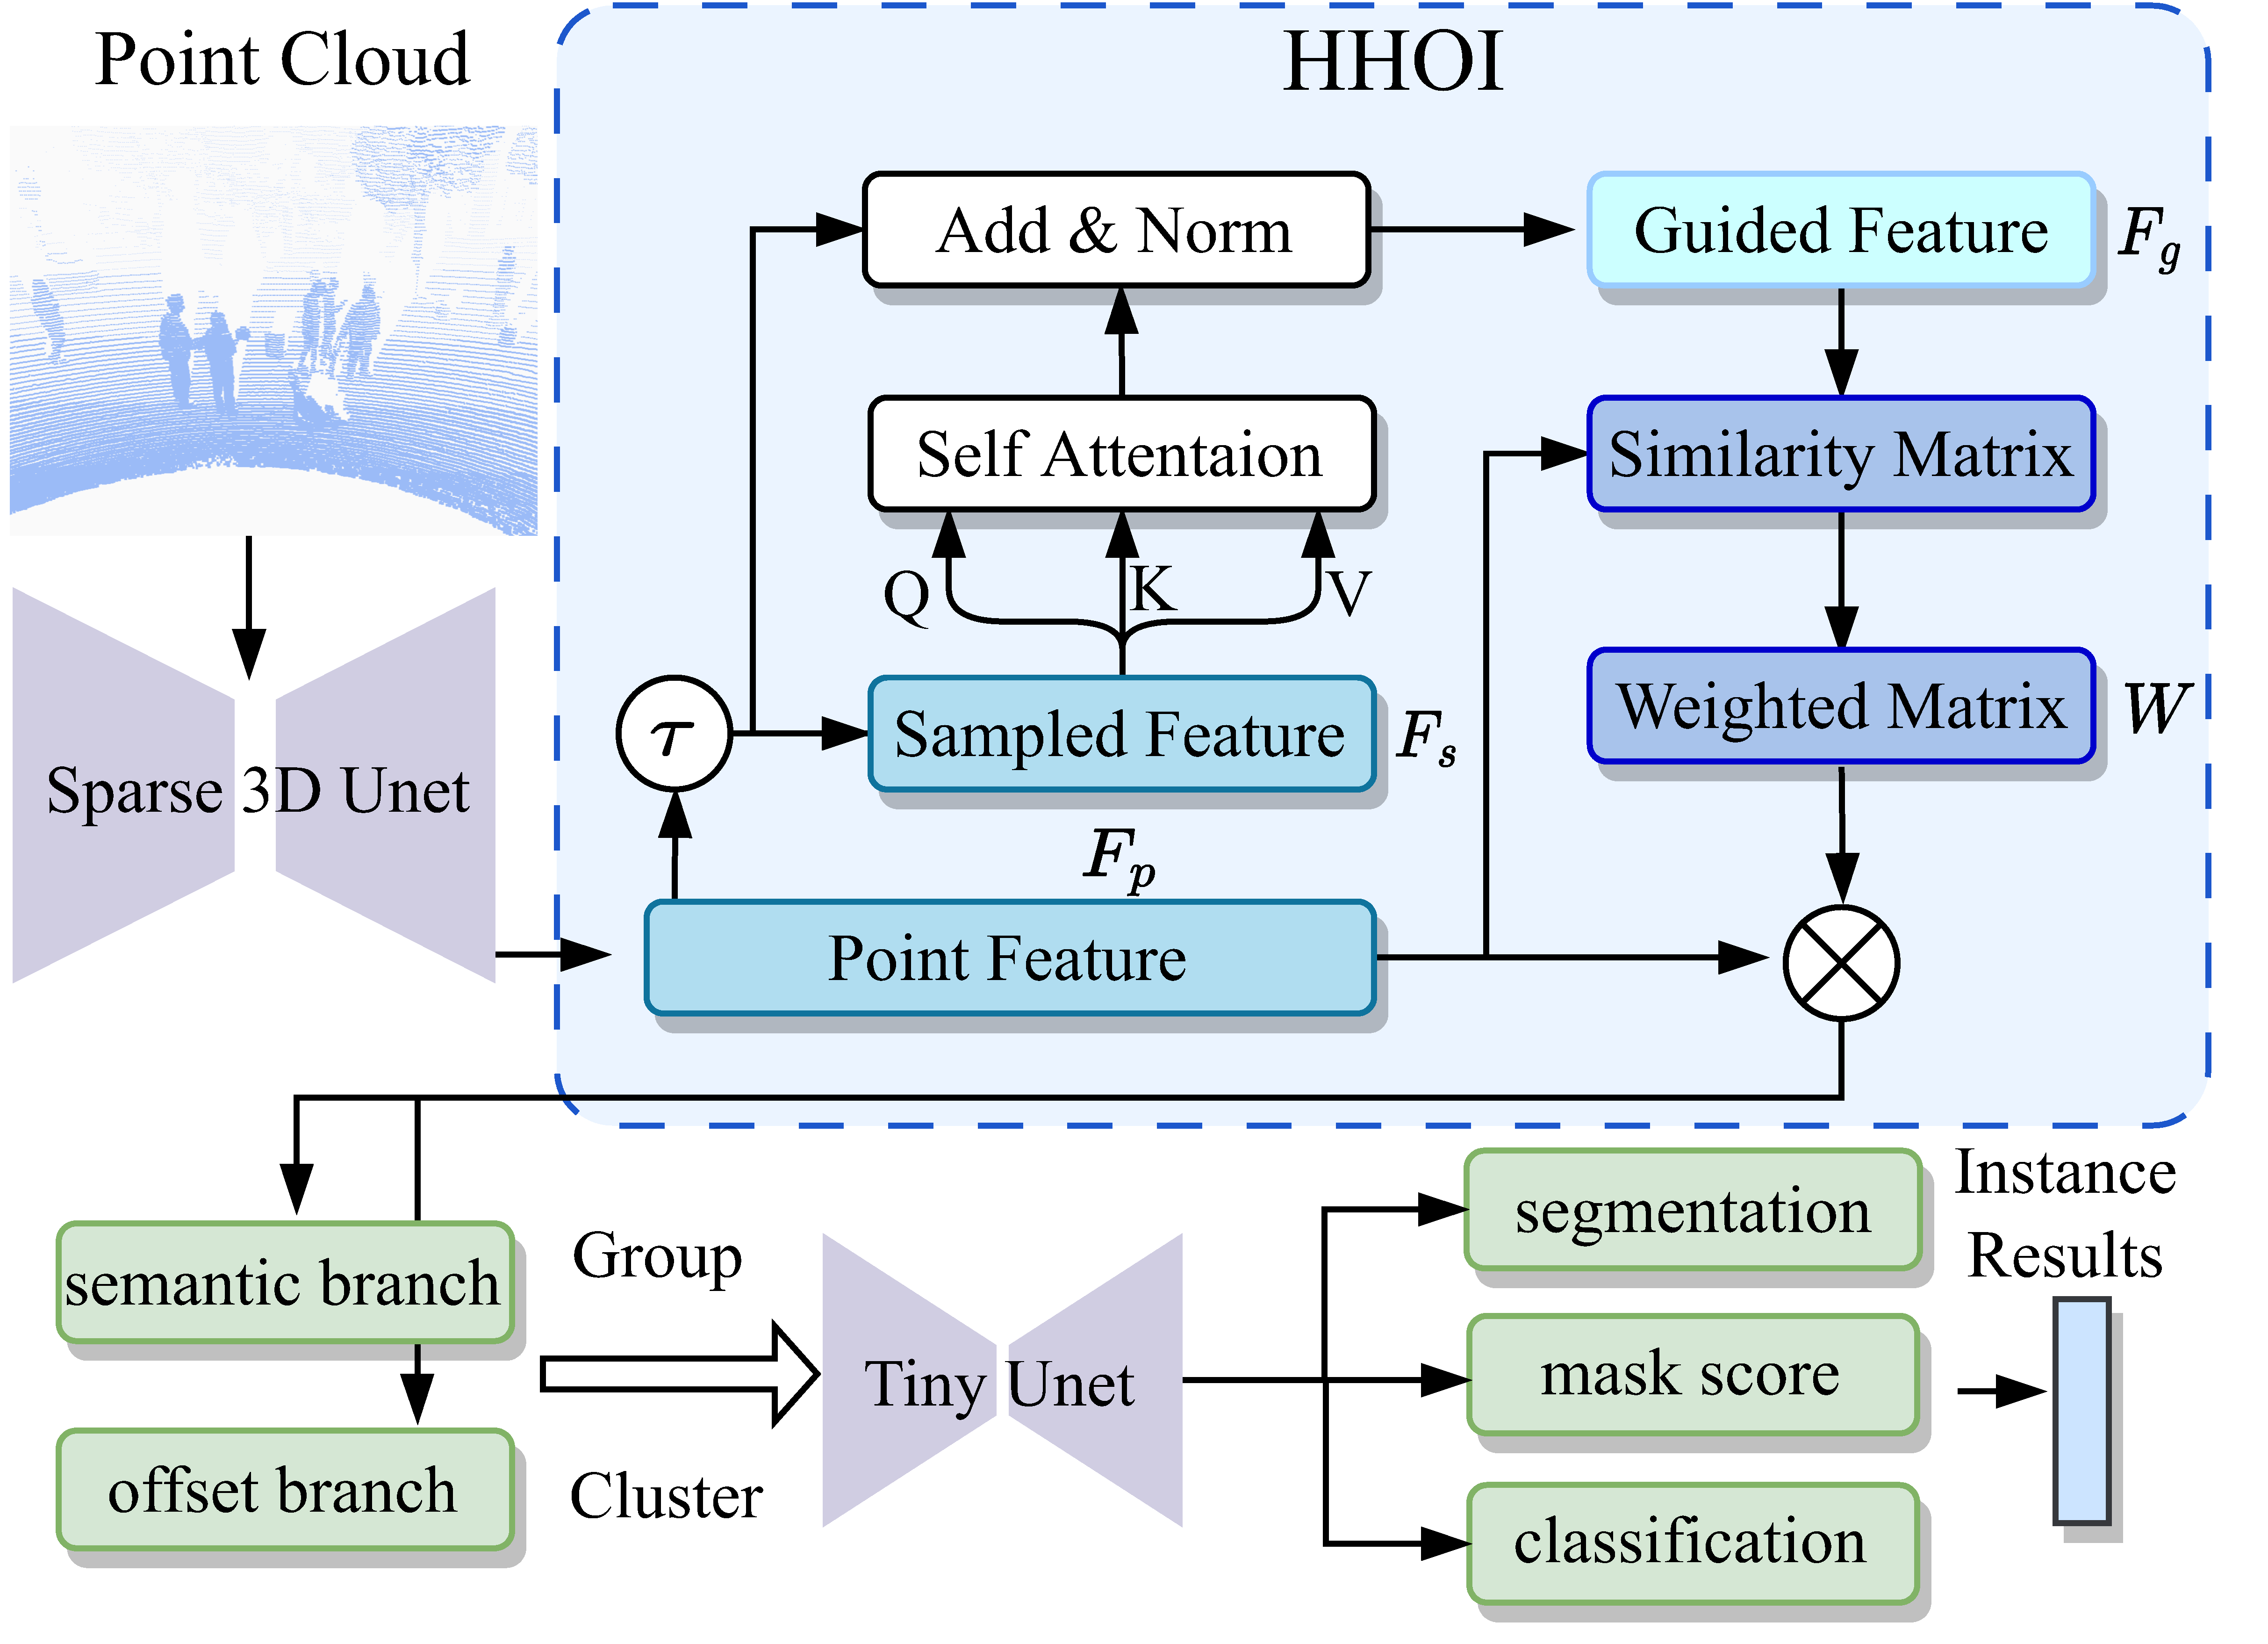 Point Cloud
HHOI
Add & Norm
Guided Feature
F_g
Self Attentaion
Similarity Matrix
Q
K
V
Sparse 3D Unet
τ
Sampled Feature
F_s
Weighted Matrix
W
F_p
Point Feature
semantic branch
offset branch
Group
Cluster
Tiny Unet
segmentation
mask score
classification
Instance
Results